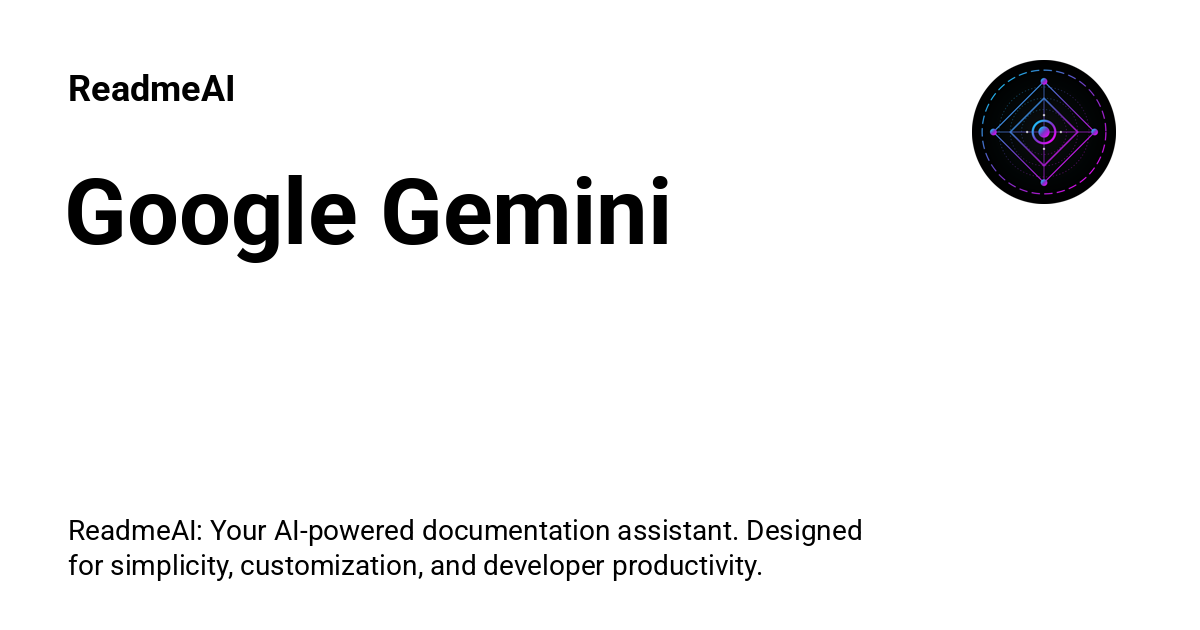 ReadmeAI
Google Gemini
ReadmeAI: Your AI-powered documentation assistant. Designed
for simplicity, customization, and developer productivity.